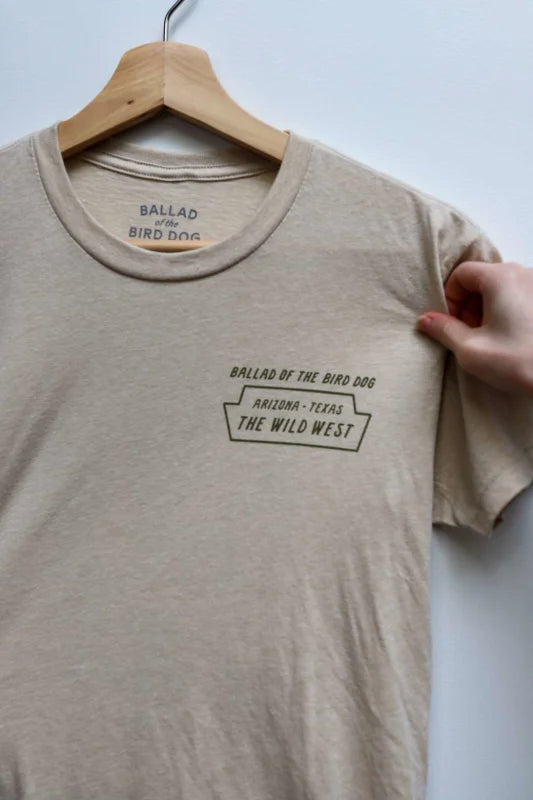 BALLAD
of the
BIRD DOG
BALLAD OF THE BIRD DOG
ARIZONA - TEXAS
THE WILD WEST